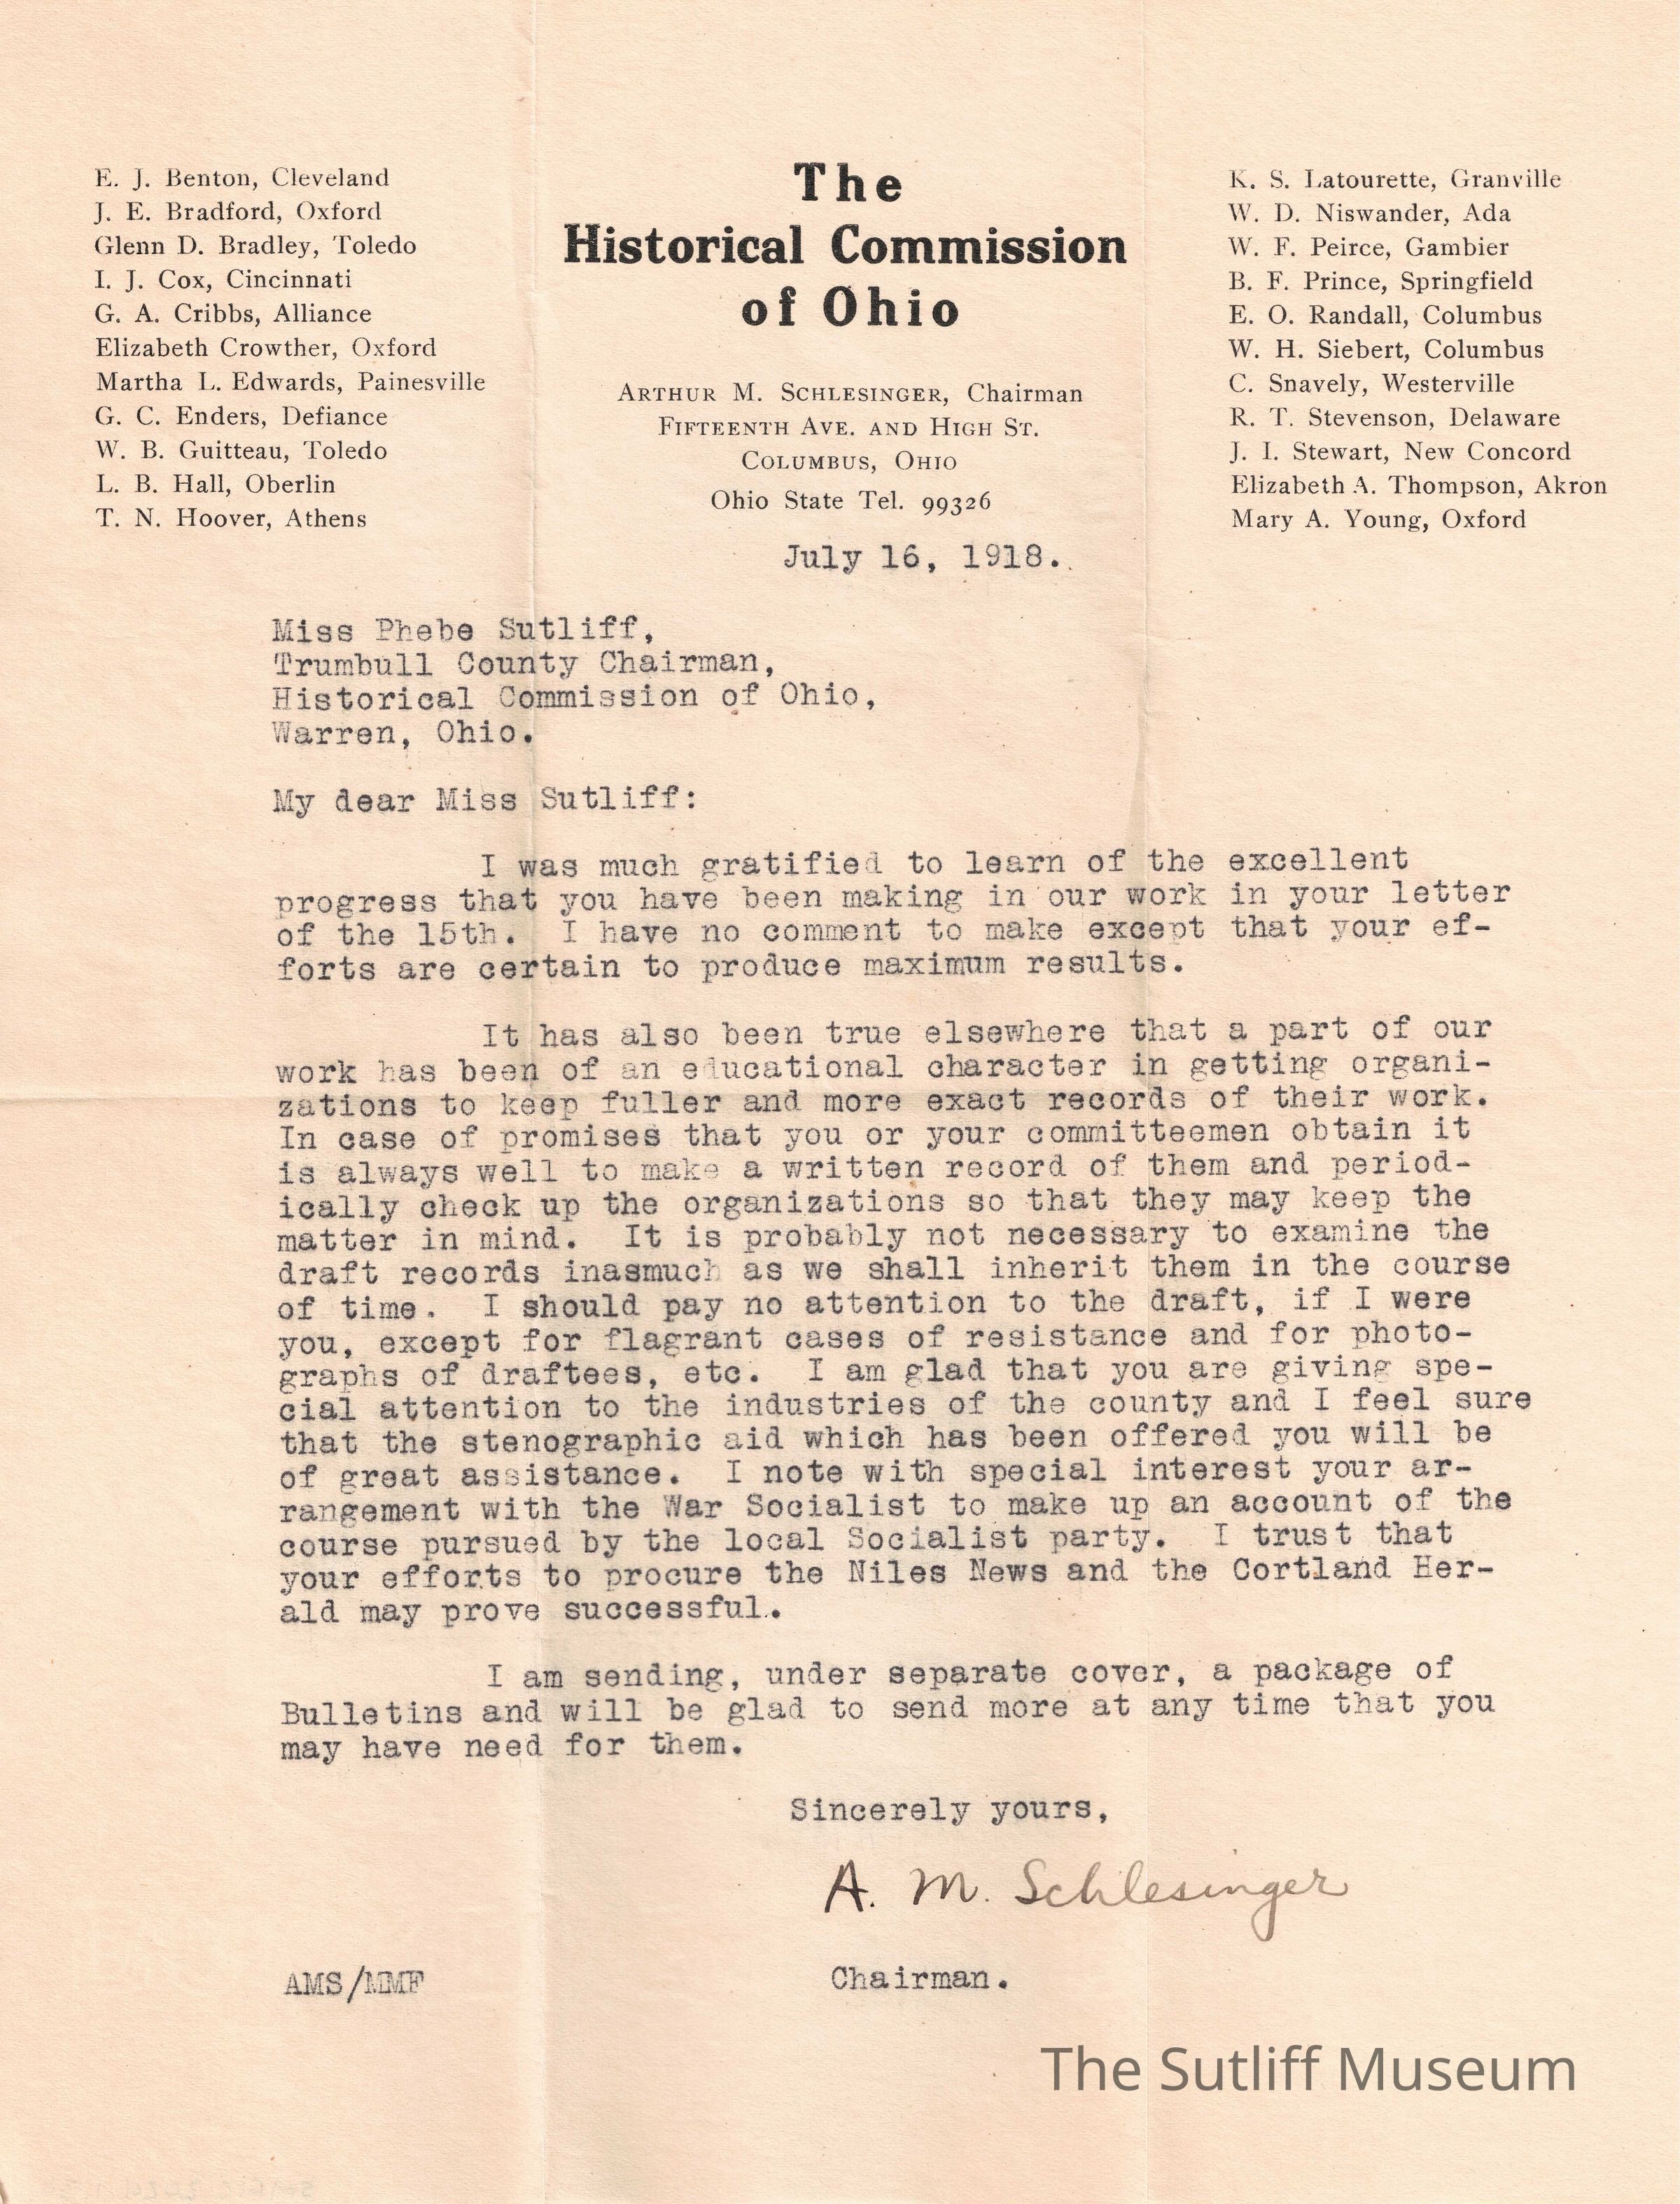 E. J. Benton, Cleveland
J. E. Bradford, Oxford
Glenn D. Bradley, Toledo
I. J. Cox, Cincinnati
G. A. Cribbs, Alliance
Elizabeth Crowther, Oxford
Martha L. Edwards, Painesville
G. C. Enders, Defiance
W. B. Guitteau, Toledo
L. B. Hall, Oberlin
T. N. Hoover, Athens
The
Historical Commission
of Ohio
ARTHUR M. SCHLESINGER, Chairman
FIFTEENTH AVE. AND HIGH ST.
COLUMBUS, OHIO
Ohio State Tel. 99326
K. S. Latourette, Granville
W. D. Niswander, Ada
W. F. Peirce, Gambier
B. F. Prince, Springfield
E. O. Randall, Columbus
W. H. Siebert, Columbus
C. Snavely, Westerville
R. T. Stevenson, Delaware
J. I. Stewart, New Concord
Elizabeth A. Thompson, Akron
Mary A. Young, Oxford
July 16, 1918.
Miss Phebe Sutliff,
Trumbull County Chairman,
Historical Commission of Ohio,
Warren, Ohio.
My dear Miss Sutliff:
I was much gratified to learn of the excellent
progress that you have been making in our work in your letter
of the 15th. I have no comment to make except that your ef-
forts are certain to produce maximum results.
It has also been true elsewhere that a part of our
work has been of an educational character in getting organi-
zations to keep fuller and more exact records of their work.
In case of promises that you or your committeemen obtain it
is always well to make a written record of them and period-
ically check up the organizations so that they may keep the
matter in mind. It is probably not necessary to examine the
draft records inasmuch as we shall inherit them in the course
of time. I should pay no attention to the draft, if I were
you, except for flagrant cases of resistance and for photo-
graphs of draftees, etc. I am glad that you are giving spe-
cial attention to the industries of the county and I feel sure
that the stenographic aid which has been offered you will be
of great assistance. I note with special interest your ar-
rangement with the War Socialist to make up an account of the
course pursued by the local Socialist party. I trust that
your efforts to procure the Niles News and the Cortland Her-
ald may prove successful.
I am sending, under separate cover, a package of
Bulletins and will be glad to send more at any time that you
may have need for them.
Sincerely yours,
A. M. Schlesinger
AMS/MMF Chairman.
The Sutliff Museum